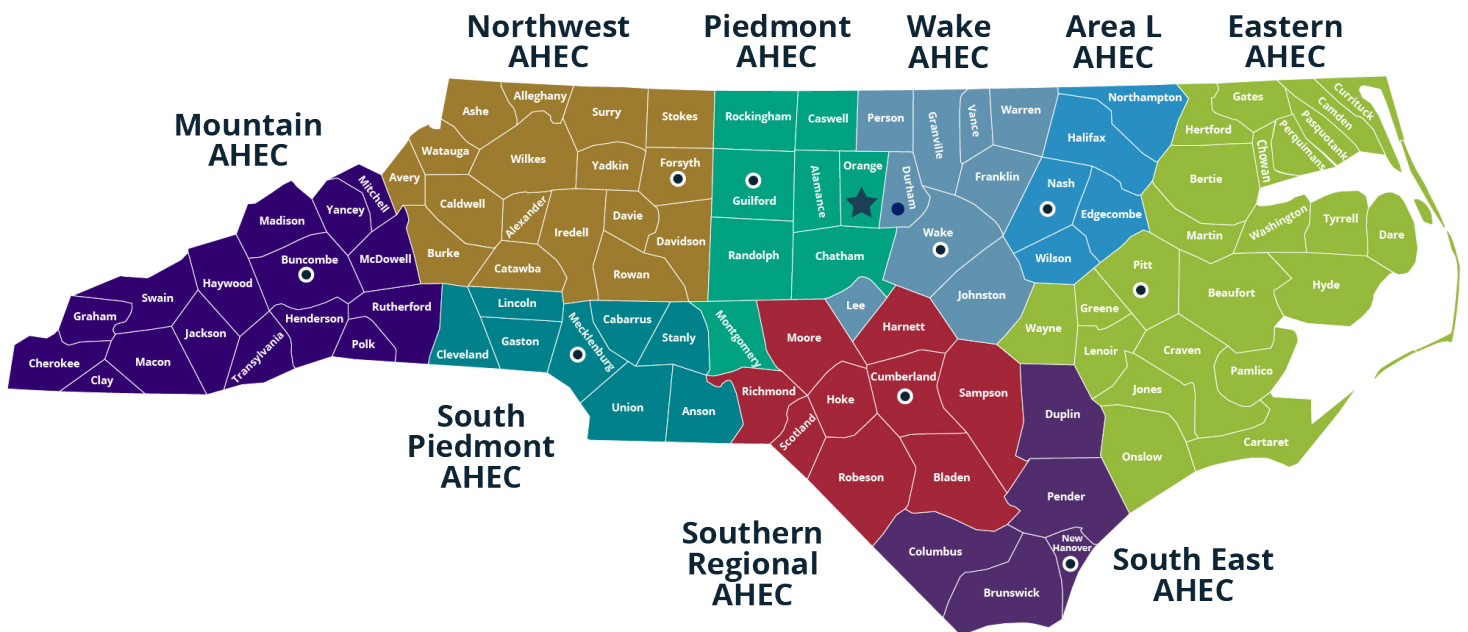 Northwest
AHEC
Piedmont
AHEC
Wake
AHEC
Area L
AHEC
Eastern
AHEC
Mountain
AHEC
South
Piedmont
AHEC
Southern
Regional
AHEC
South East
AHEC
Cherokee
Graham
Clay
Swain
Macon
Jackson
Haywood
Transylvania
Madison
Buncombe
Henderson
Yancey
Mitchell
McDowell
Polk
Rutherford
Ashe
Alleghany
Surry
Stokes
Watauga
Wilkes
Yadkin
Forsyth
Avery
Caldwell
Alexander
Iredell
Davie
Davidson
Burke
Catawba
Rowan
Cleveland
Lincoln
Gaston
Mecklenburg
Cabarrus
Stanly
Union
Anson
Rockingham
Caswell
Guilford
Alamance
Orange
Randolph
Chatham
Montgomery
Person
Granville
Vance
Warren
Durham
Franklin
Wake
Johnston
Lee
Northampton
Halifax
Nash
Edgecombe
Wilson
Moore
Harnett
Richmond
Scotland
Hoke
Cumberland
Sampson
Robeson
Bladen
Duplin
Pender
Columbus
Brunswick
New
Hanover
Gates
Hertford
Currituck
Camden
Pasquotank
Perquimans
Chowan
Bertie
Martin
Washington
Tyrrell
Dare
Pitt
Beaufort
Hyde
Greene
Wayne
Lenoir
Craven
Pamlico
Jones
Onslow
Cartaret